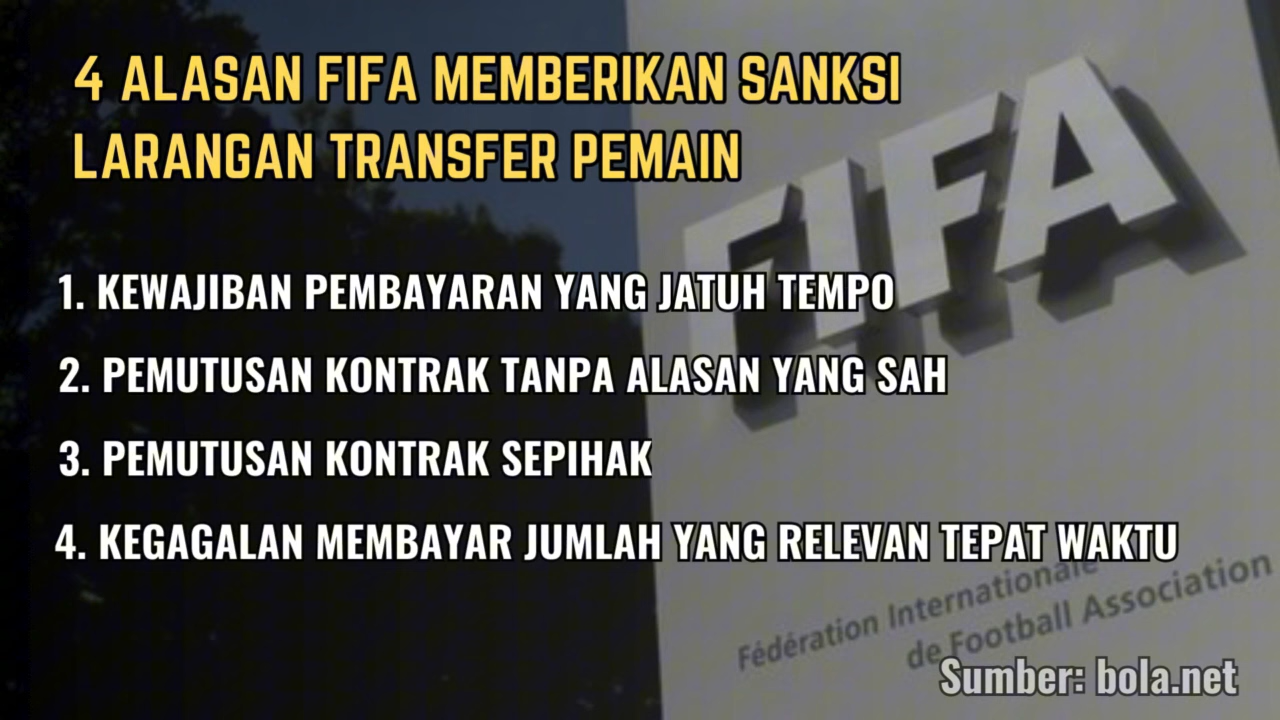 4 ALASAN FIFA MEMBERIKAN SANKSI
LARANGAN TRANSFER PEMAIN
FIFA
1. KEWAJIBAN PEMBAYARAN YANG JATUH TEMPO
2. PEMUTUSAN KONTRAK TANPA ALASAN YANG SAH
3. PEMUTUSAN KONTRAK SEPIHAK
4. KEGAGALAN MEMBAYAR JUMLAH YANG RELEVAN TEPAT WAKTU
Fédération Internationale
de Football Association
Sumber: bola.net